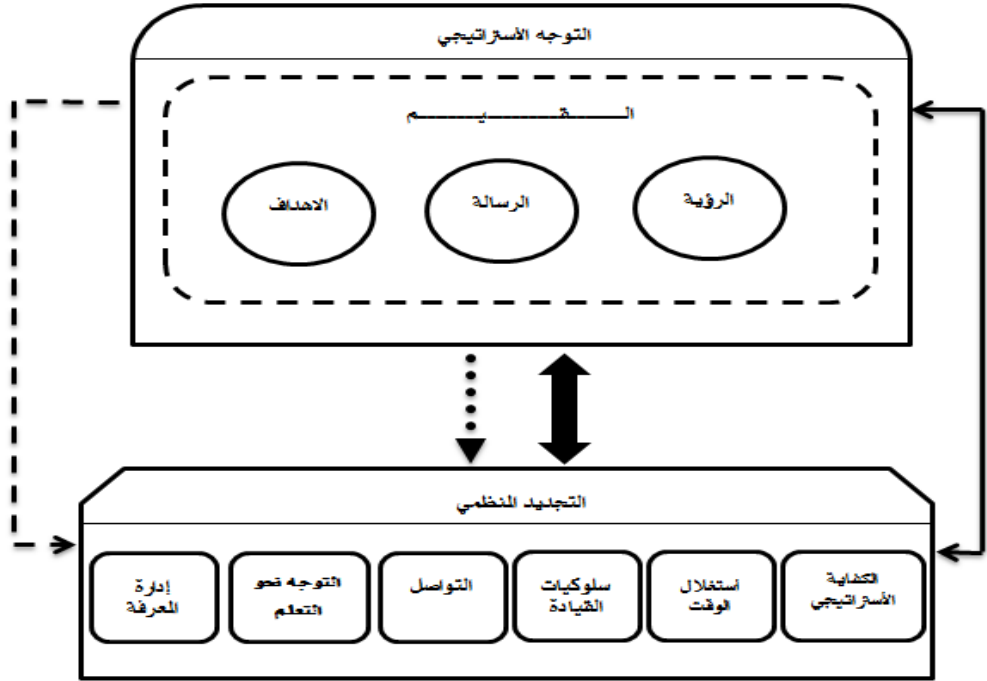 التوجه الأستراتيجي
الـــــقــــــيــــــم
الرؤية
الرسالة
الاهداف
التجديد المنظمي
الكفاية
الأستراتيجي
أستغلال
الوقت
سلوكيات
القيادة
التواصل
التوجه نحو
التعلم
إدارة
المعرفة